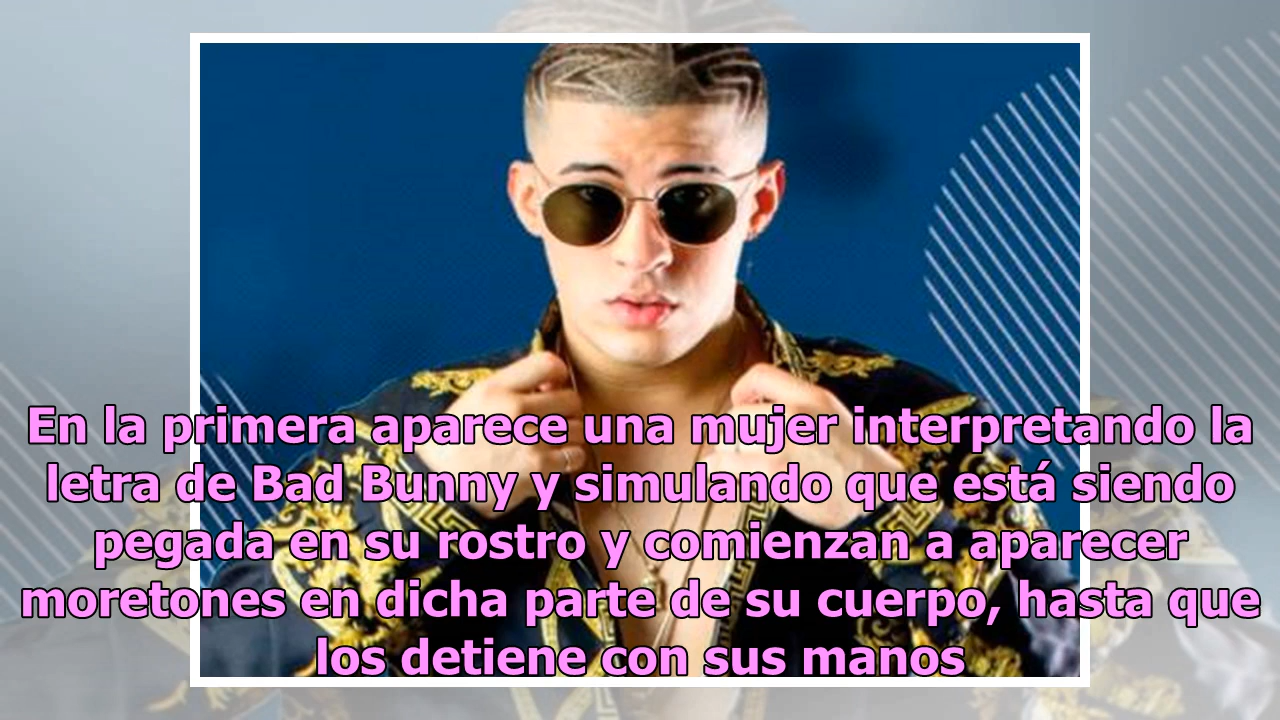 En la primera aparece una mujer interpretando la
letra de Bad Bunny y simulando que está siendo
pegada en su rostro y comienzan a aparecer
moretones en dicha parte de su cuerpo, hasta que
los detiene con sus manos